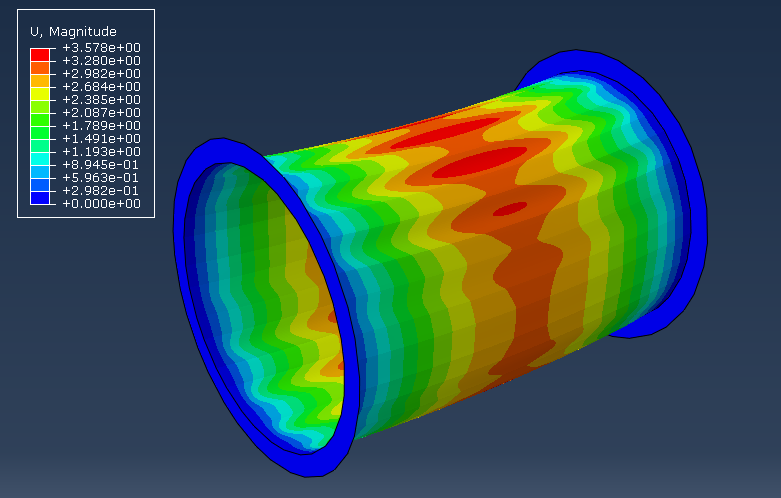 U, Magnitude
+3.578e+00
+3.280e+00
+2.982e+00
+2.684e+00
+2.385e+00
+2.087e+00
+1.789e+00
+1.491e+00
+1.193e+00
+8.945e-01
+5.963e-01
+2.982e-01
+0.000e+00